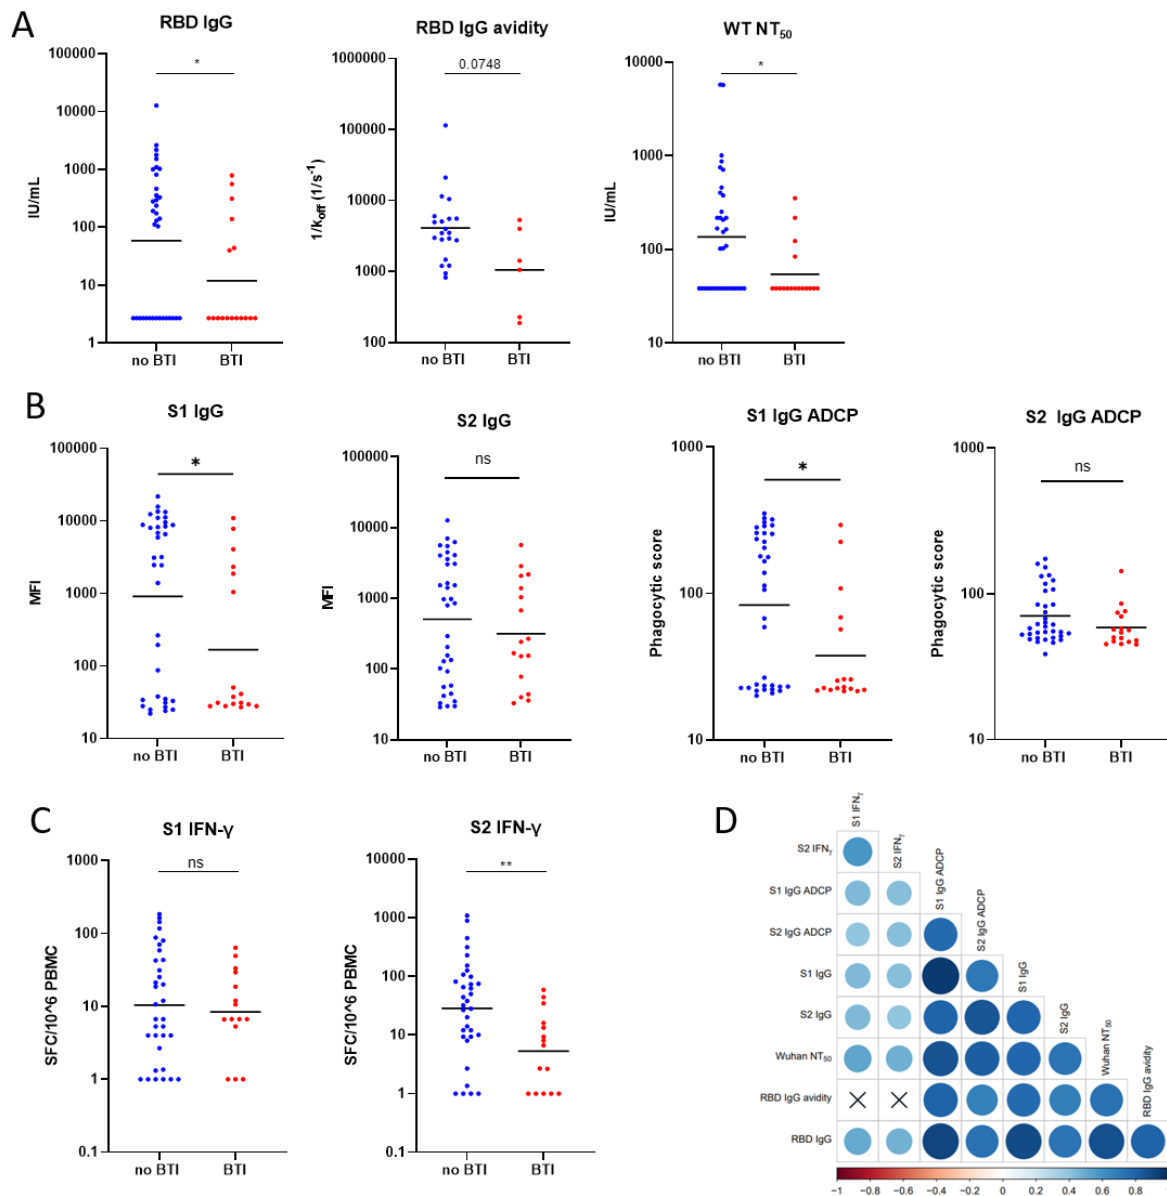 A
RBD IgG
100000
10000
1000
100
10
1
IU/mL
*
no BTI
BTI
RBD IgG avidity
1000000
100000
10000
1000
100
1/koff (1/s-1)
0.0748
no BTI
BTI
WT NT50
10000
1000
100
10
IU/mL
*
no BTI
BTI
B
S1 IgG
100000
10000
1000
100
10
MFI
*
no BTI
BTI
S2 IgG
100000
10000
1000
100
10
MFI
ns
no BTI
BTI
S1 IgG ADCP
1000
100
10
Phagocytic score
*
no BTI
BTI
S2 IgG ADCP
1000
100
10
Phagocytic score
ns
no BTI
BTI
C
S1 IFN-γ
1000
100
10
1
0.1
SFC/10^6 PBMC
ns
no BTI
BTI
S2 IFN-γ
10000
1000
100
10
1
0.1
SFC/10^6 PBMC
**
no BTI
BTI
D
S1 IFNγ
S2 IFNγ
S1 IgG ADCP
S2 IgG ADCP
S1 IgG
S2 IgG
Wuhan NT50
RBD IgG avidity
S2 IFNγ
S1 IgG ADCP
S2 IgG ADCP
S1 IgG
S2 IgG
Wuhan NT50
RBD IgG avidity
RBD IgG
-1
-0.8
-0.6
-0.4
-0.2
0
0.2
0.4
0.6
0.8